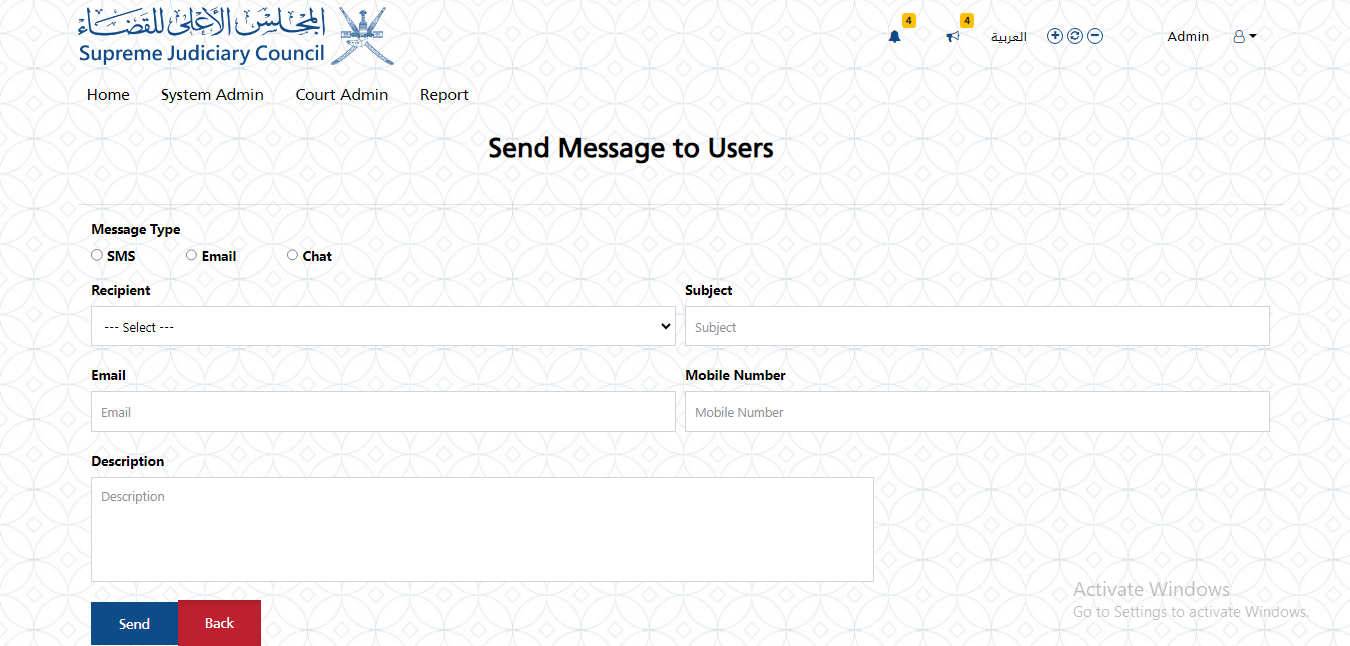 المجلس الأعلى للقضاء
Supreme Judiciary Council
4 4
العربية Admin
Home System Admin Court Admin Report
Send Message to Users
Message Type
SMS Email Chat
Recipient Subject
--- Select --- Subject
Email Mobile Number
Email Mobile Number
Description
Description
Send Back
Activate Windows
Go to Settings to activate Windows.